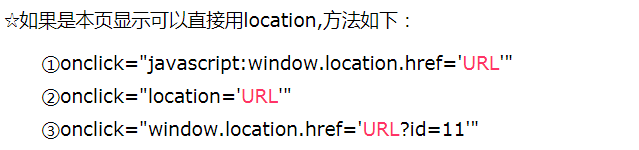 ☆如果是本页显示可以直接用location,方法如下：
①onclick="javascript:window.location.href='URL'"
②onclick="location='URL'"
③onclick="window.location.href='URL?id=11'"